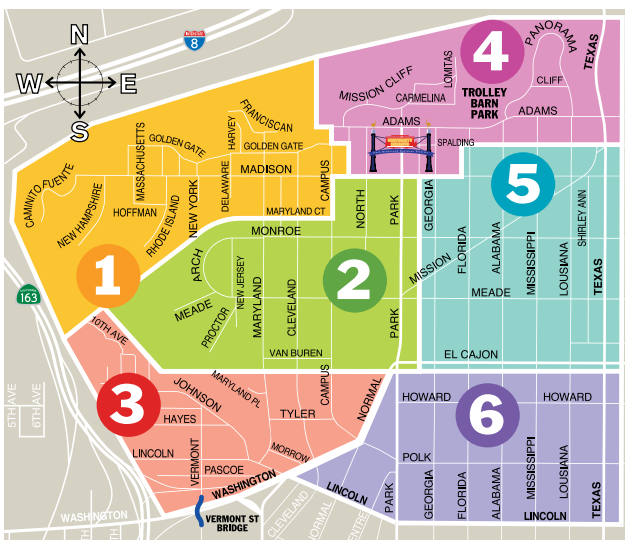 N
W
E
S
8
4
PANORAMA
TEXAS
LOMITAS
MISSION CLIFF
CARMELINA
TROLLEY
BARN
PARK
CLIFF
ADAMS
ADAMS
SPALDING
FRANCISCAN
HARVEY
MASSACHUSETTS
GOLDEN GATE
GOLDEN GATE
MADISON
CAMPUS
DELAWARE
CAMINITO FUENTE
NEW HAMPSHIRE
HOFFMAN
RHODE ISLAND
NEW YORK
MARYLAND CT
1
MONROE
NORTH
PARK
GEORGIA
5
SHIRLEY ANN
ARCH
MEADE
PROCTOR
NEW JERSEY
MARYLAND
CLEVELAND
2
PARK
MISSION
FLORIDA
ALABAMA
MISSISSIPPI
LOUSIANA
TEXAS
MEADE
163
VAN BUREN
EL CAJON
10TH AVE
5TH AVE
6TH AVE
3
JOHNSON
MARYLAND PL
CAMPUS
NORMAL
HAYES
TYLER
LINCOLN
VERMONT
PASCOE
MORROW
WASHINGTON
HOWARD
HOWARD
6
POLK
LINCOLN
PARK
GEORGIA
FLORIDA
ALABAMA
MISSISSIPPI
LOUSIANA
TEXAS
LINCOLN
WASHINGTON
VERMONT ST
BRIDGE
CLEVELAND
NORMAL